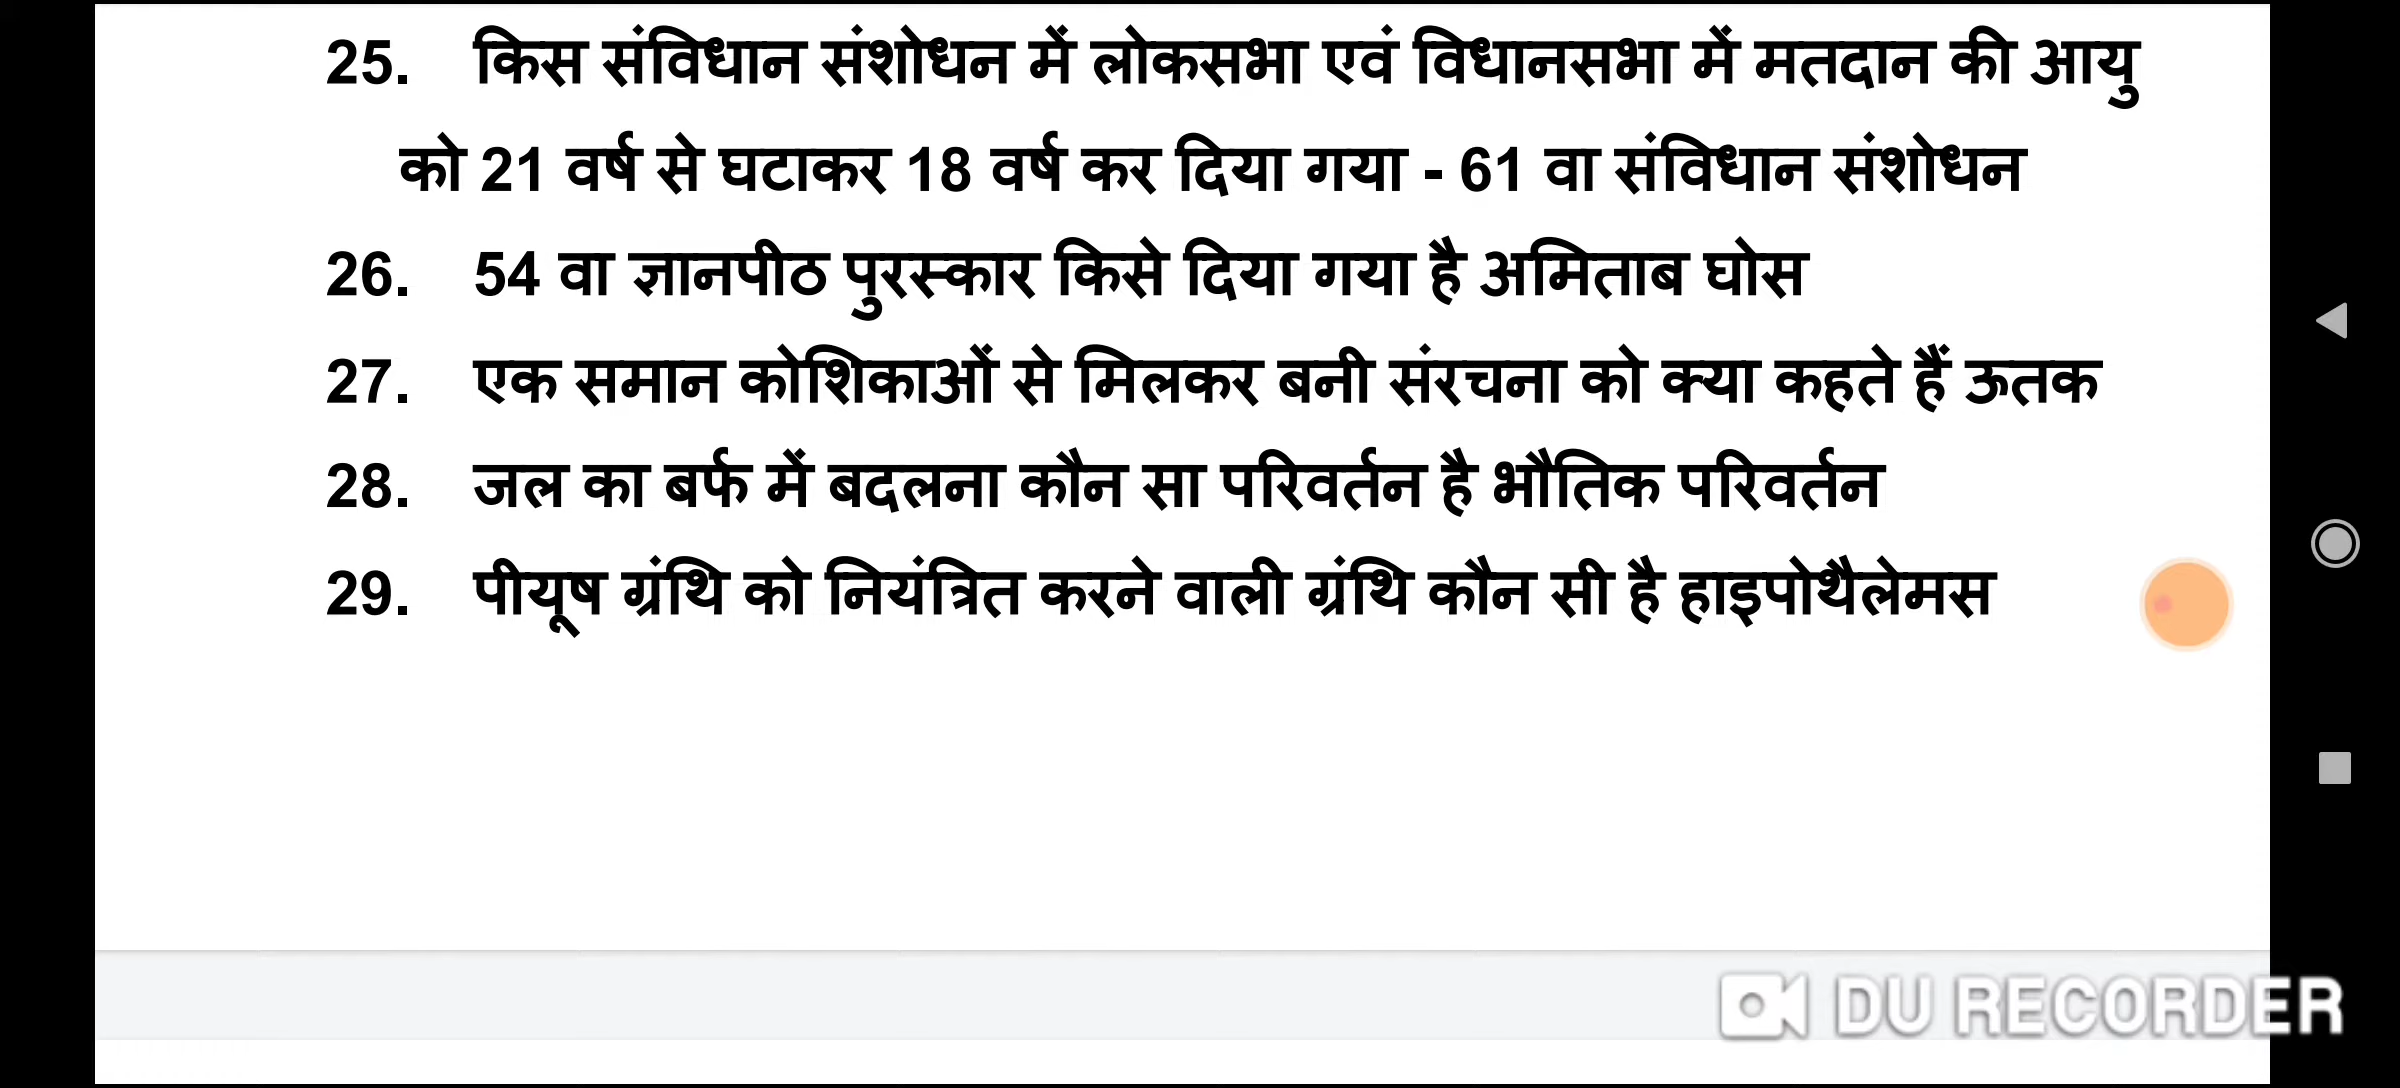 25. किस संविधान संशोधन में लोकसभा एवं विधानसभा में मतदान की आयु
को 21 वर्ष से घटाकर 18 वर्ष कर दिया गया - 61 वा संविधान संशोधन
26. 54 वा ज्ञानपीठ पुरस्कार किसे दिया गया है अमिताब घोस
27. एक समान कोशिकाओं से मिलकर बनी संरचना को क्या कहते हैं ऊतक
28. जल का बर्फ में बदलना कौन सा परिवर्तन है भौतिक परिवर्तन
29. पीयूष ग्रंथि को नियंत्रित करने वाली ग्रंथि कौन सी है हाइपोथैलेमस
DU RECORDER